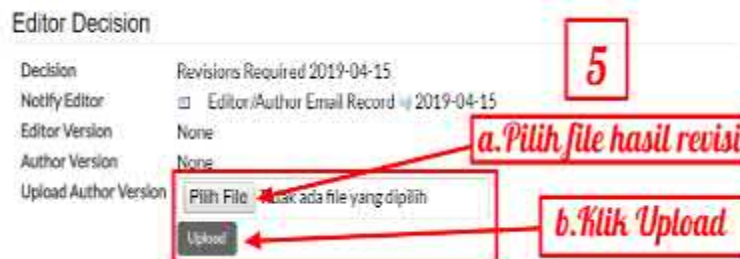 Editor Decision
5
Decision Revisions Required 2019-04-15
Notify Editor Editor/Author Email Record 2019-04-15
Editor Version None
a.Pilih file hasil revisi
Author Version None
Upload Author Version Pilih File ada file yang dipilih
Upload
b.Klik Upload